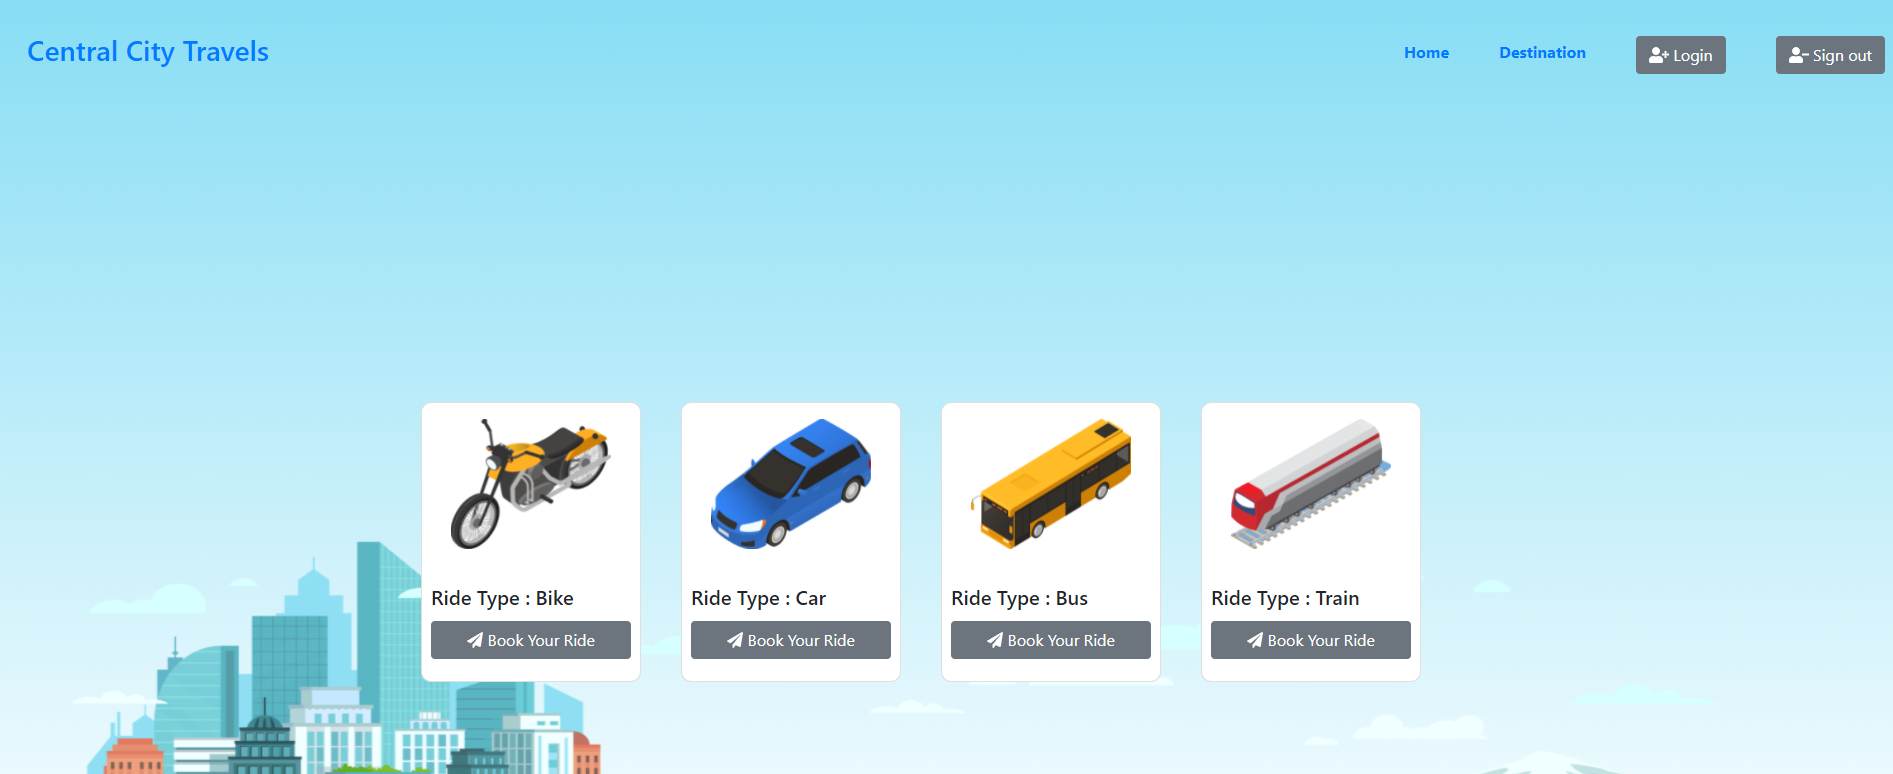 Central City Travels
Home
Destination
Login
Sign out
Ride Type : Bike
Book Your Ride
Ride Type : Car
Book Your Ride
Ride Type : Bus
Book Your Ride
Ride Type : Train
Book Your Ride